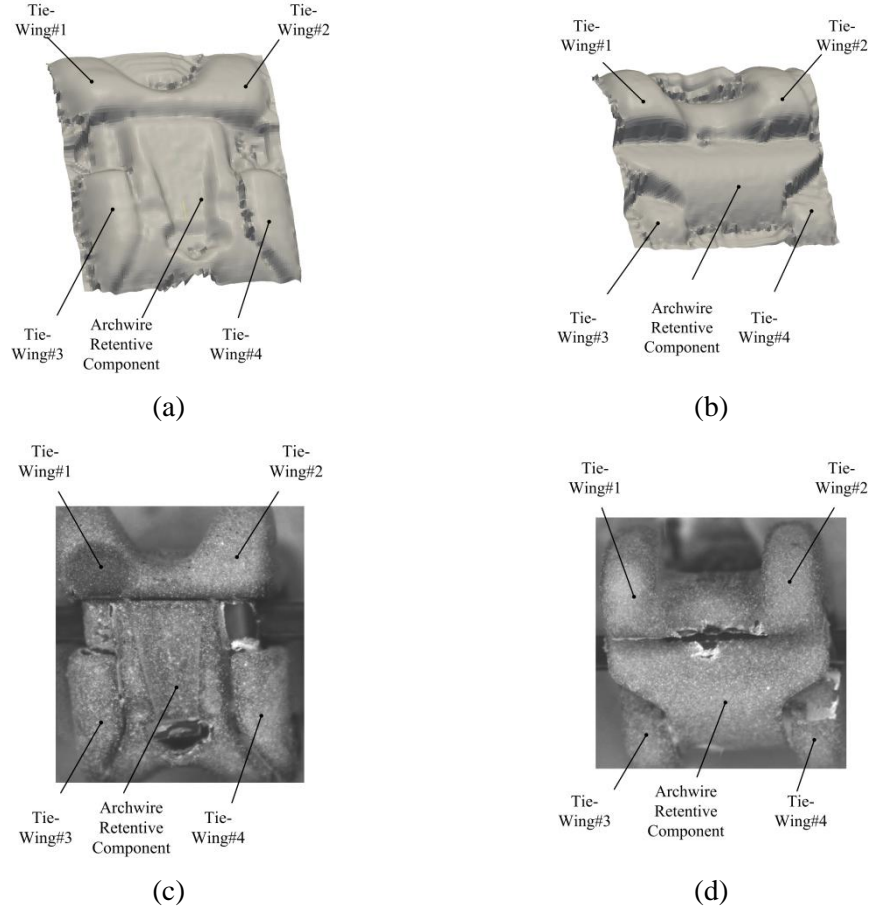 Tie-
Wing#1
Tie-
Wing#2
Tie-
Wing#3
Archwire
Retentive
Component
Tie-
Wing#4
(a)
Tie-
Wing#1
Tie-
Wing#2
Tie-
Wing#3
Archwire
Retentive
Component
Tie-
Wing#4
(b)
Tie-
Wing#1
Tie-
Wing#2
Tie-
Wing#3
Archwire
Retentive
Component
Tie-
Wing#4
(c)
Tie-
Wing#1
Tie-
Wing#2
Tie-
Wing#3
Archwire
Retentive
Component
Tie-
Wing#4
(d)